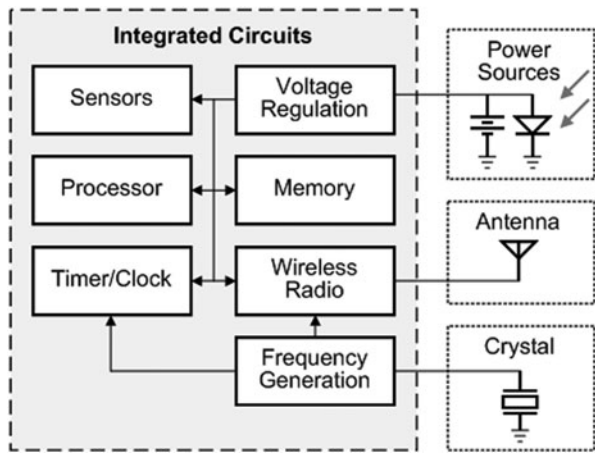 Integrated Circuits
Sensors
Voltage
Regulation
Processor
Memory
Timer/Clock
Wireless
Radio
Frequency
Generation
Power
Sources
Antenna
Crystal